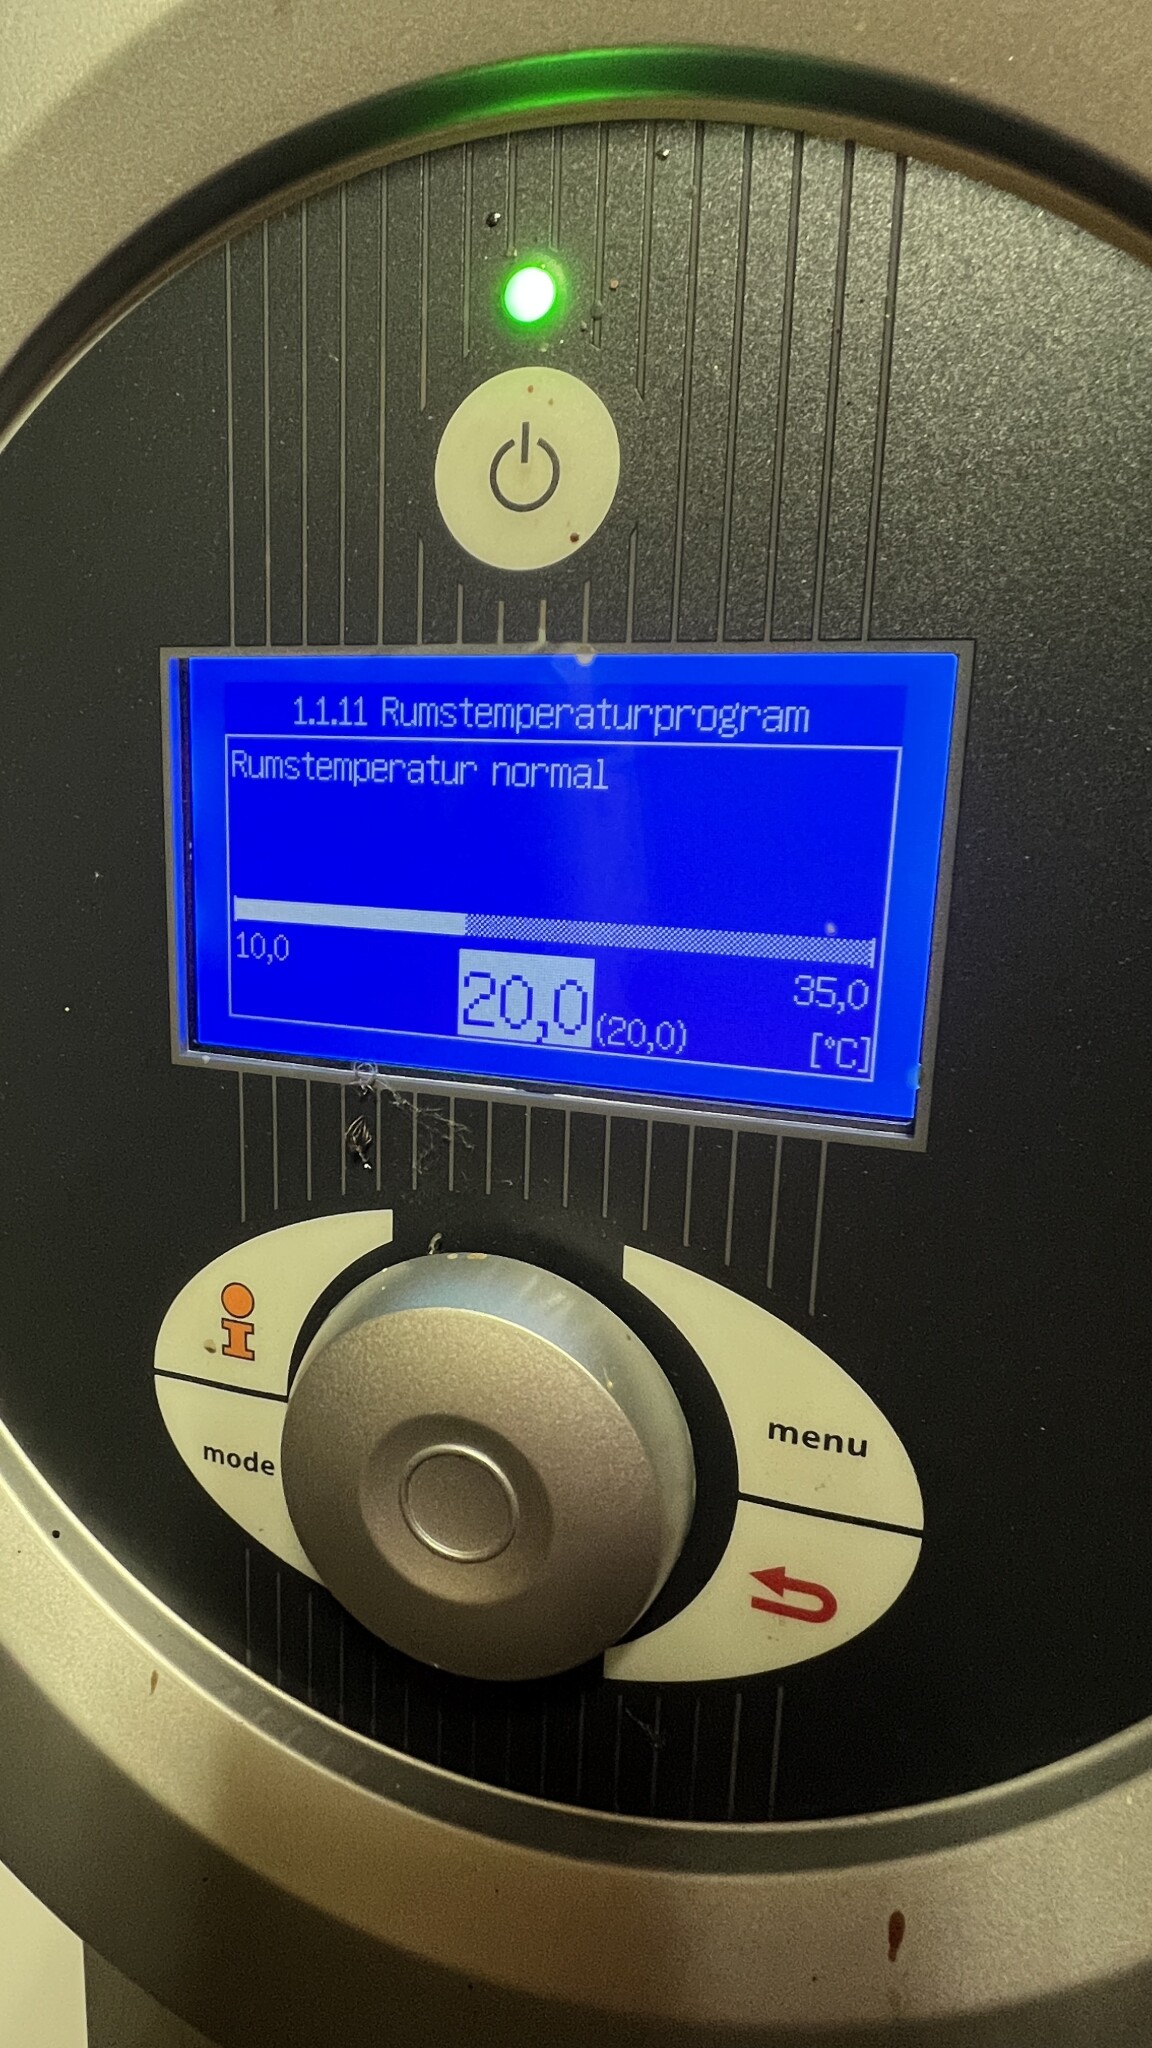 1.1.11 Rumstemperaturprogram
Rumstemperatur normal
10,0
35,0
20,0 (20,0)
[°C]
i
mode
menu